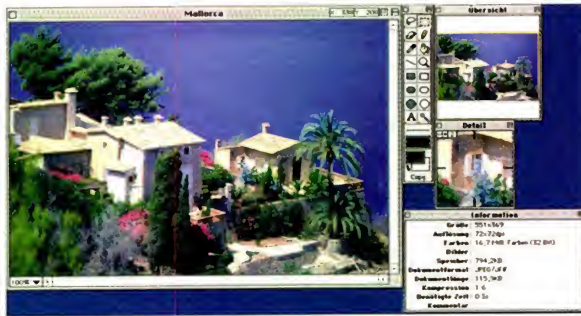 Mallorca
Übersicht
Detail
A
Copy
100%
Information
Größe: 551x369
Auflösung: 72x72dpi
Farben: 16,7 Mill Farben (32 Bit)
Bilder:
Speicher: 794,2KB
Dokumentformat: JPEG/JFIF
Dokumentlänge: 115,9KB
Kompression: 1:6
Benötigte Zeit: 0:3s
Kommentar